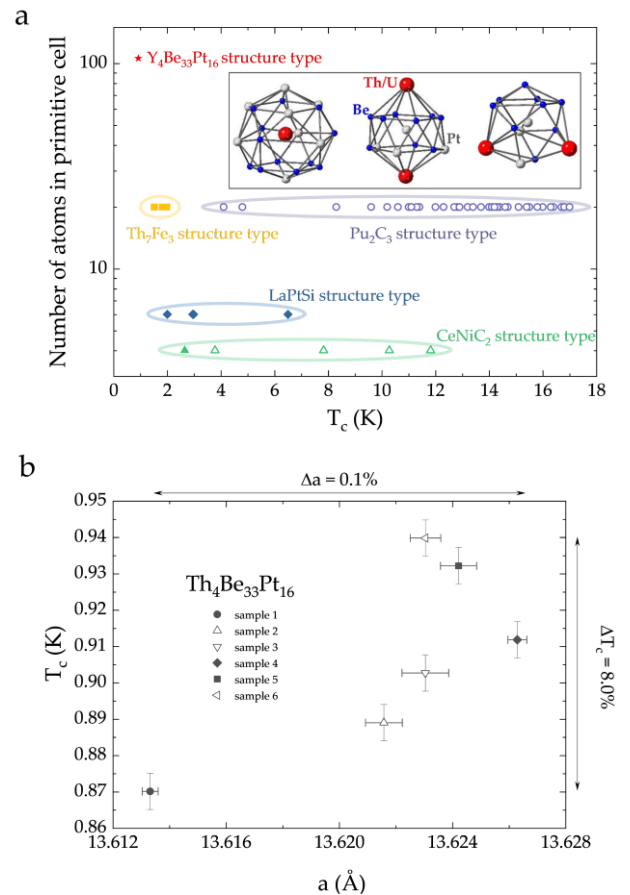 a
Number of atoms in primitive cell
100
10
Y₄Be₃₃Pt₁₆ structure type
Th/U
Be
Pt
Th₇Fe₃ structure type
Pu₂C₃ structure type
LaPtSi structure type
CeNiC₂ structure type
0 2 4 6 8 10 12 14 16 18
T_c (K)
b
Δa = 0.1%
T_c (K)
0.95
0.94
0.93
0.92
0.91
0.90
0.89
0.88
0.87
0.86
Th₄Be₃₃Pt₁₆
sample 1
sample 2
sample 3
sample 4
sample 5
sample 6
ΔT_c = 8.0%
13.612 13.616 13.620 13.624 13.628
a (Å)